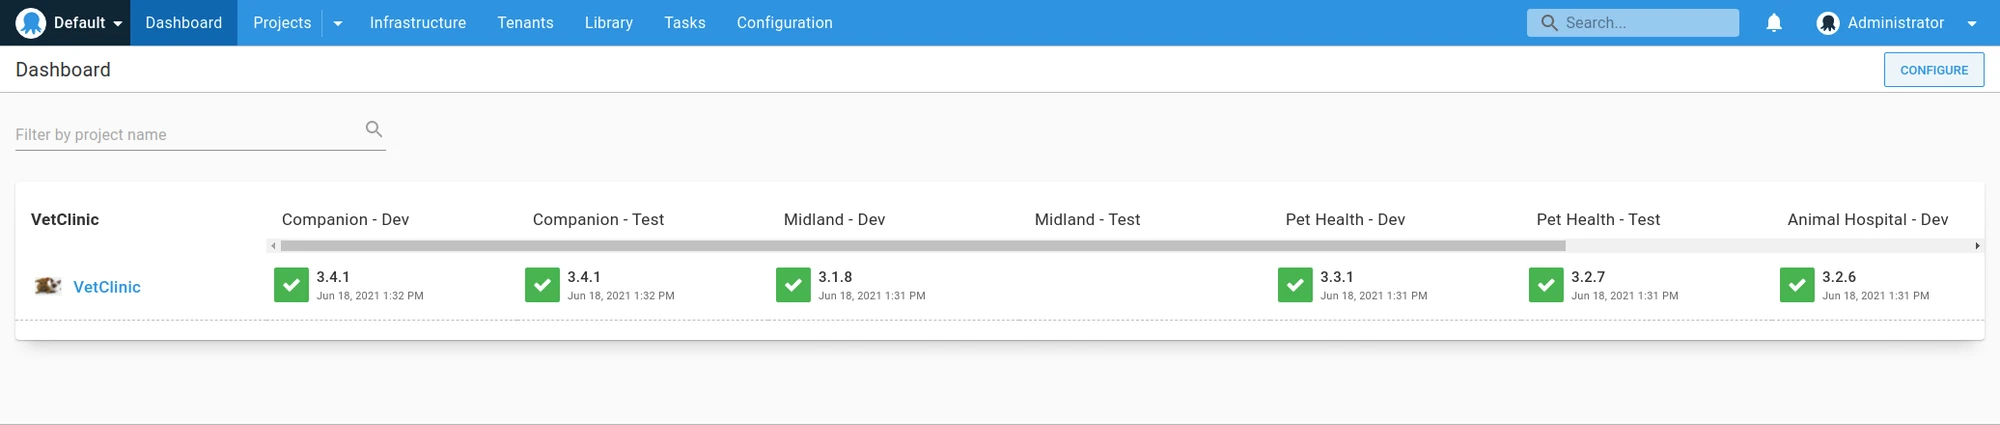 Default Dashboard Projects Infrastructure Tenants Library Tasks Configuration Search... Administrator
Dashboard CONFIGURE
Filter by project name
VetClinic Companion - Dev Companion - Test Midland - Dev Midland - Test Pet Health - Dev Pet Health - Test Animal Hospital - Dev
VetClinic 3.4.1 3.4.1 3.1.8 3.3.1 3.2.7 3.2.6
Jun 18, 2021 1:32 PM Jun 18, 2021 1:32 PM Jun 18, 2021 1:31 PM Jun 18, 2021 1:31 PM Jun 18, 2021 1:31 PM Jun 18, 2021 1:31 PM